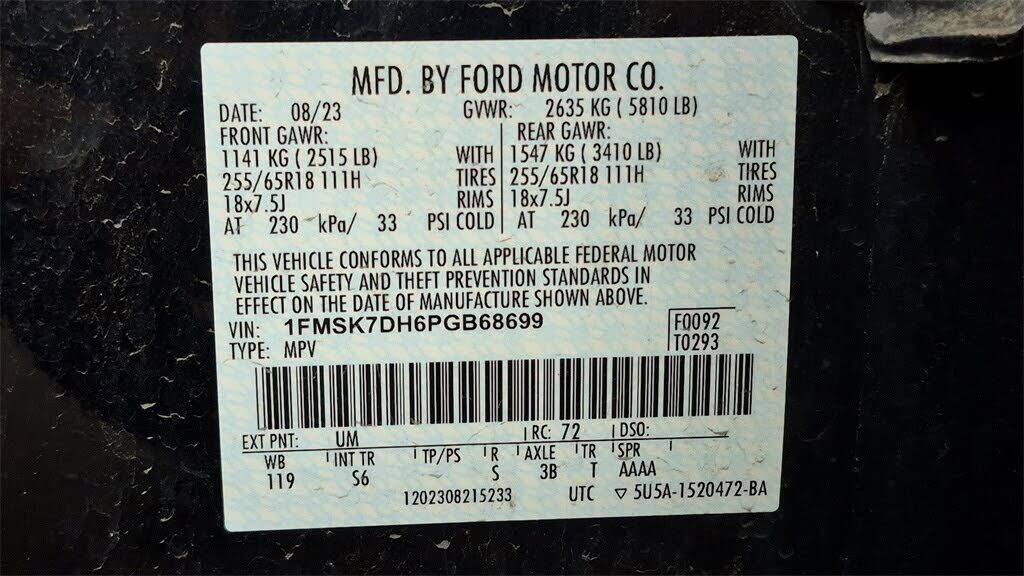 MFD. BY FORD MOTOR CO.
DATE: 08/23 GVWR: 2635 KG ( 5810 LB)
FRONT GAWR: REAR GAWR:
1141 KG ( 2515 LB) WITH 1547 KG ( 3410 LB) WITH
255/65R18 111H TIRES 255/65R18 111H TIRES
18x7.5J RIMS 18x7.5J RIMS
AT 230 kPa/ 33 PSI COLD AT 230 kPa/ 33 PSI COLD
THIS VEHICLE CONFORMS TO ALL APPLICABLE FEDERAL MOTOR
VEHICLE SAFETY AND THEFT PREVENTION STANDARDS IN
EFFECT ON THE DATE OF MANUFACTURE SHOWN ABOVE.
VIN: 1FMSK7DH6PGB68699 F0092
TYPE: MPV T0293
EXT PNT: UM RC: 72 DSO:
WB INT TR TP/PS R AXLE TR SPR
119 S6 S 3B T AAAA
1202308215233 UTC ▽ 5U5A-1520472-BA